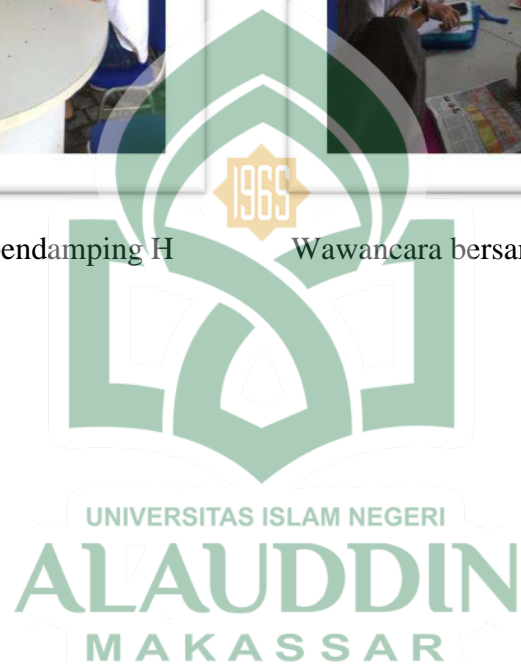 1965
endamping H
Wawancara bersa
UNIVERSITAS ISLAM NEGERI
ALAUDDIN
MAKASSAR